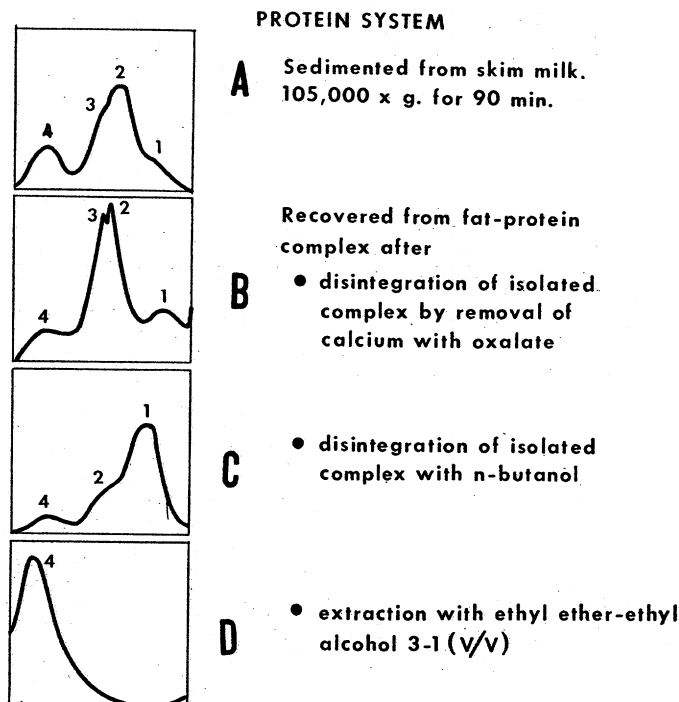 PROTEIN SYSTEM
A
Sedimented from skim milk.
105,000 x g. for 90 min.
4
3
2
1
B
Recovered from fat-protein
complex after
• disintegration of isolated
complex by removal of
calcium with oxalate
4
3
2
1
C
• disintegration of isolated
complex with n-butanol
4
2
1
D
• extraction with ethyl ether-ethyl
alcohol 3-1 (V/V)
4